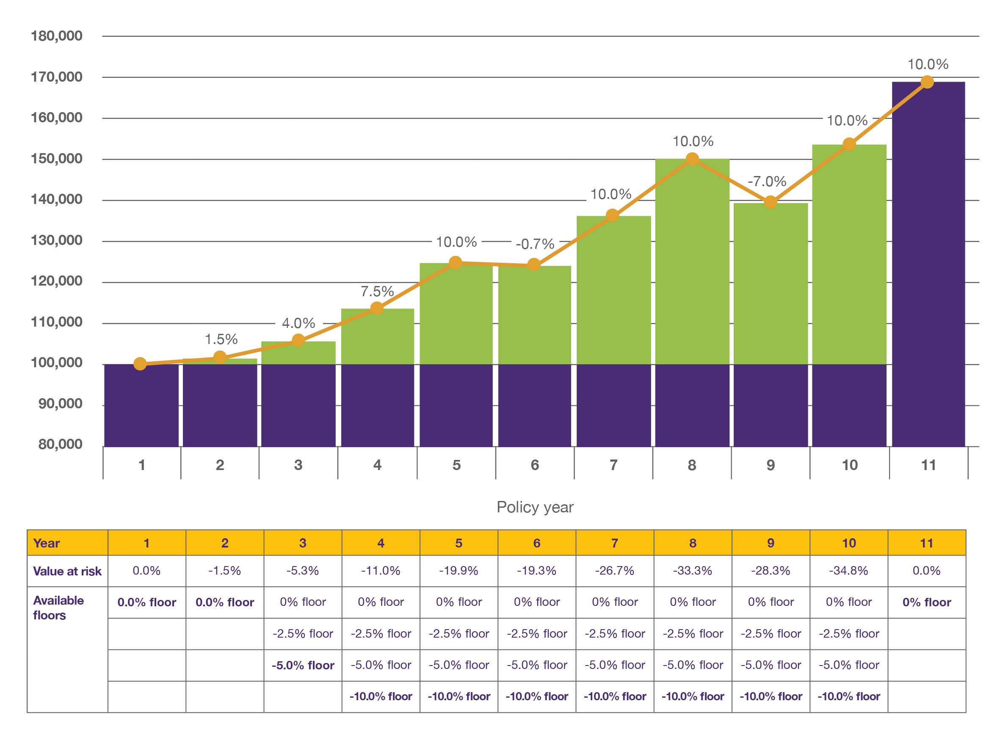 180,000
170,000
160,000
150,000
140,000
130,000
120,000
110,000
100,000
90,000
80,000
1.5%
4.0%
7.5%
10.0%
-0.7%
10.0%
10.0%
-7.0%
10.0%
10.0%
1 2 3 4 5 6 7 8 9 10 11
Policy year
Year 1 2 3 4 5 6 7 8 9 10 11
Value at risk 0.0% -1.5% -5.3% -11.0% -19.9% -19.3% -26.7% -33.3% -28.3% -34.8% 0.0%
Available floors 0.0% floor 0.0% floor 0% floor 0% floor 0% floor 0% floor 0% floor 0% floor 0% floor 0% floor 0% floor
-2.5% floor -2.5% floor -2.5% floor -2.5% floor -2.5% floor -2.5% floor -2.5% floor -2.5% floor
-5.0% floor -5.0% floor -5.0% floor -5.0% floor -5.0% floor -5.0% floor -5.0% floor -5.0% floor
-10.0% floor -10.0% floor -10.0% floor -10.0% floor -10.0% floor -10.0% floor -10.0% floor